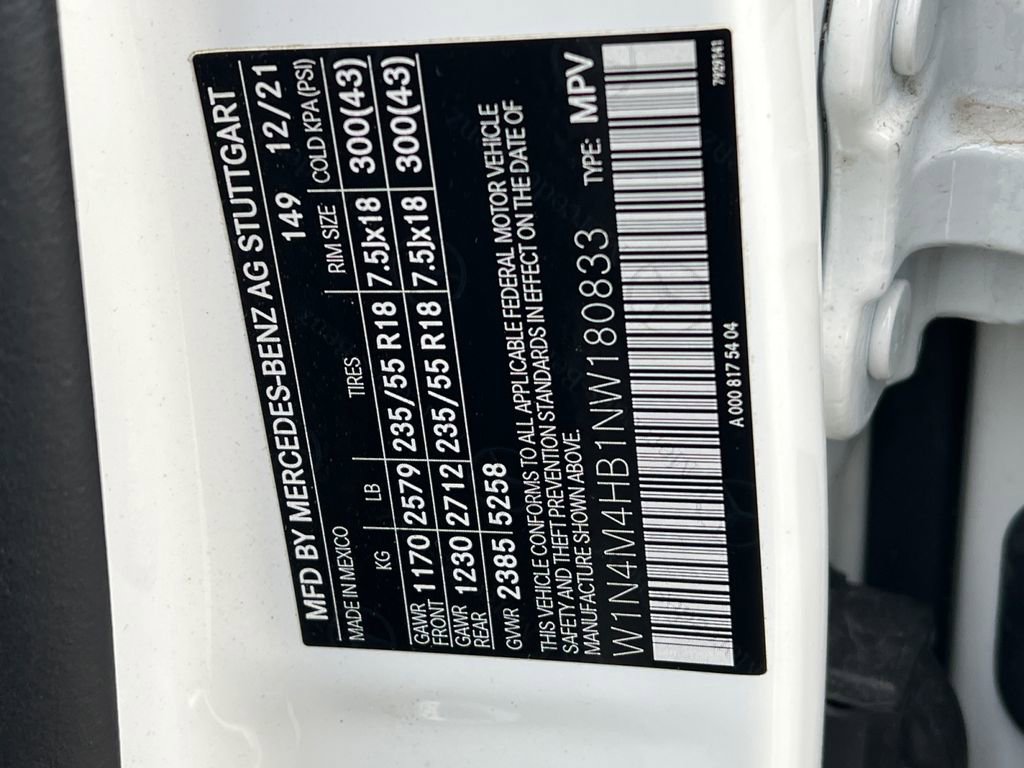 MFD BY MERCEDES-BENZ AG STUTTGART
MADE IN MEXICO 149 12/21
KG LB TIRES RIM SIZE COLD KPA (PSI)
GAWR FRONT 1170 2579 235/55 R18 7.5Jx18 300(43)
GAWR REAR 1230 2712 235/55 R18 7.5Jx18 300(43)
GVWR 2385 5258
THIS VEHICLE CONFORMS TO ALL APPLICABLE FEDERAL MOTOR VEHICLE
SAFETY AND THEFT PREVENTION STANDARDS IN EFFECT ON THE DATE OF
MANUFACTURE SHOWN ABOVE.
W1N4M4HB1NW180833 TYPE: MPV
A 000 817 54 04
7929141